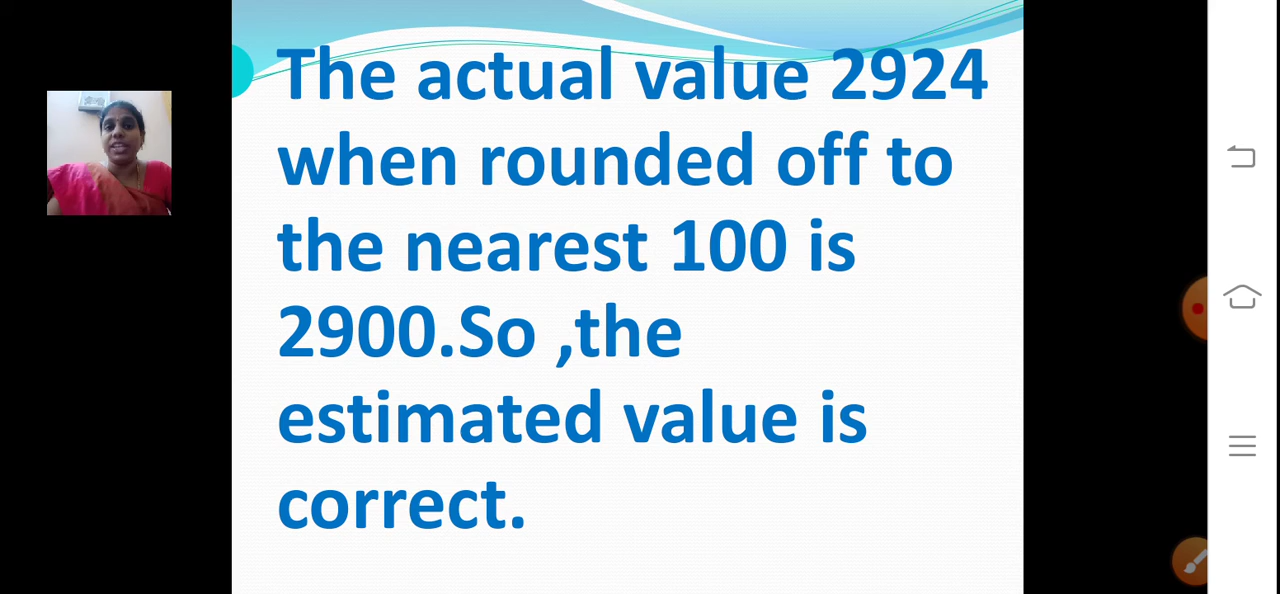 The actual value 2924
when rounded off to
the nearest 100 is
2900.So ,the
estimated value is
correct.